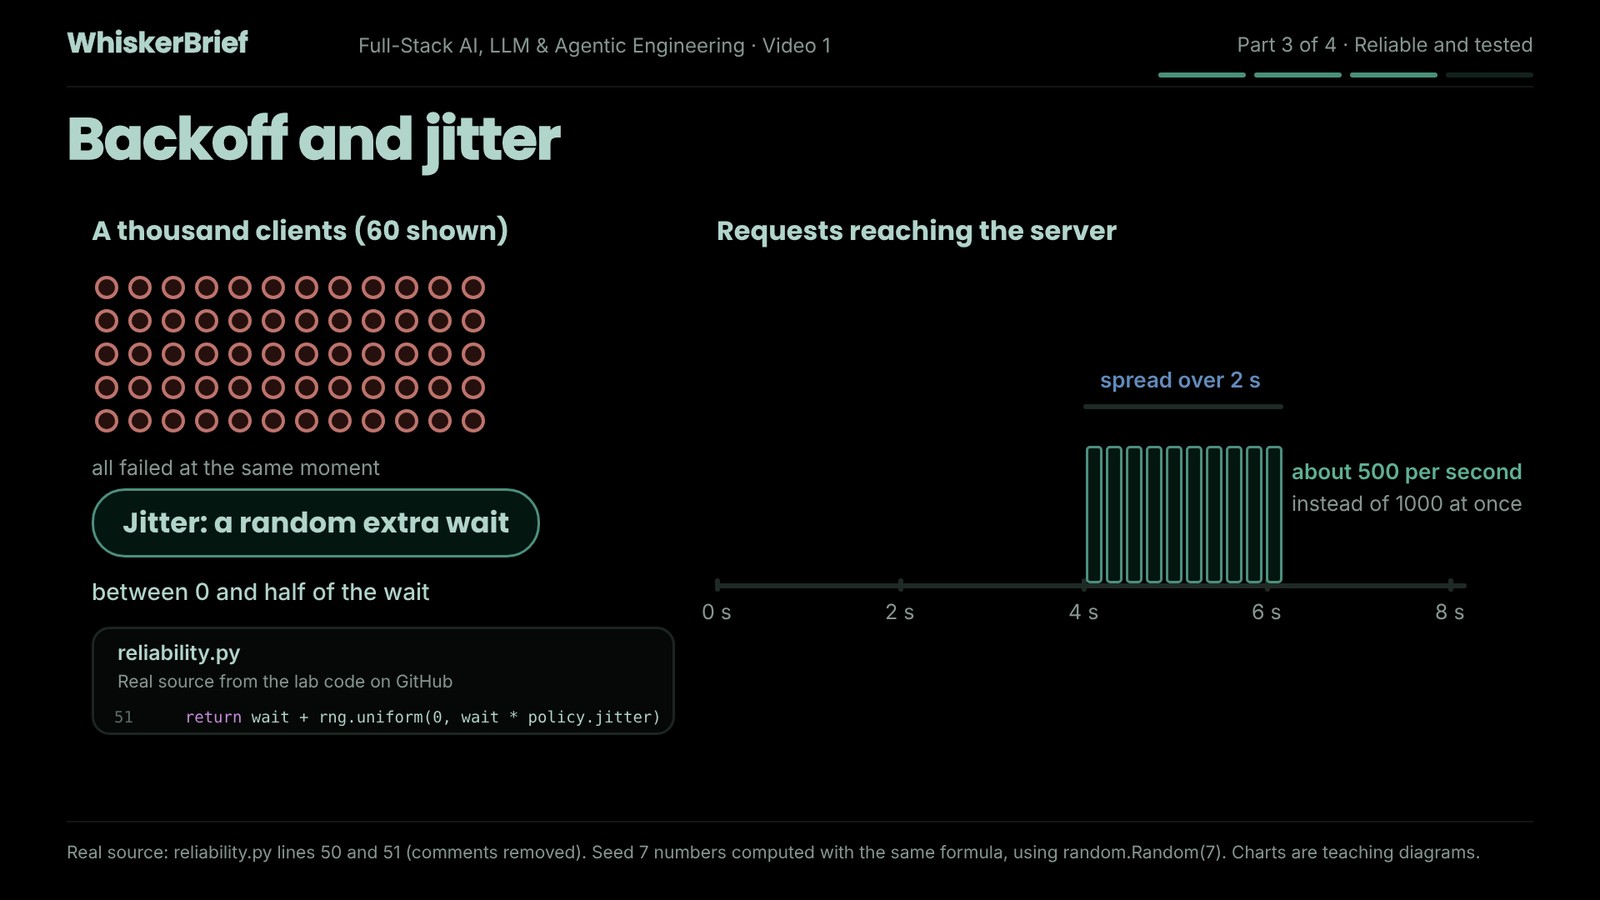 WhiskerBrief
Full-Stack AI, LLM & Agentic Engineering · Video 1
Part 3 of 4 · Reliable and tested
Backoff and jitter
A thousand clients (60 shown)
all failed at the same moment
Jitter: a random extra wait
between 0 and half of the wait
reliability.py
Real source from the lab code on GitHub
51 return wait + rng.uniform(0, wait * policy.jitter)
Requests reaching the server
spread over 2 s
about 500 per second
instead of 1000 at once
0 s 2 s 4 s 6 s 8 s
Real source: reliability.py lines 50 and 51 (comments removed). Seed 7 numbers computed with the same formula, using random.Random(7). Charts are teaching diagrams.